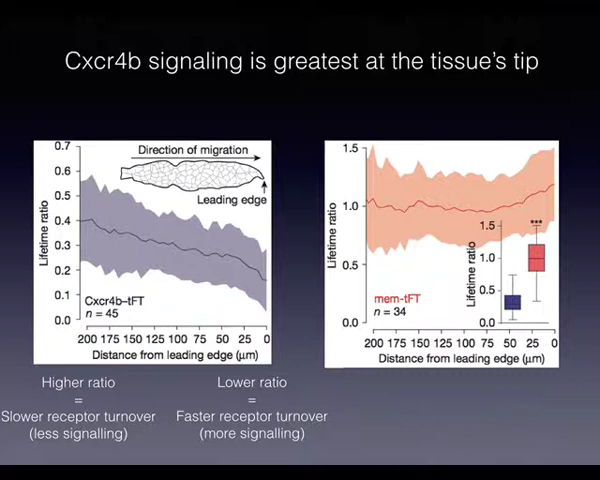 Cxcr4b signaling is greatest at the tissue's tip
Direction of migration
Leading edge
Lifetime ratio
0.7
0.6
0.5
0.4
0.3
0.2
0.1
0.0
Cxcr4b-tFT
n = 45
200 175 150 125 100 75 50 25 0
Distance from leading edge (µm)
Lifetime ratio
1.5
1.0
0.5
0.0
mem-tFT
n = 34
Lifetime ratio
1.5
1.0
0.5
0.0
***
200 175 150 125 100 75 50 25 0
Distance from leading edge (µm)
Higher ratio
=
Slower receptor turnover
(less signalling)
Lower ratio
=
Faster receptor turnover
(more signalling)